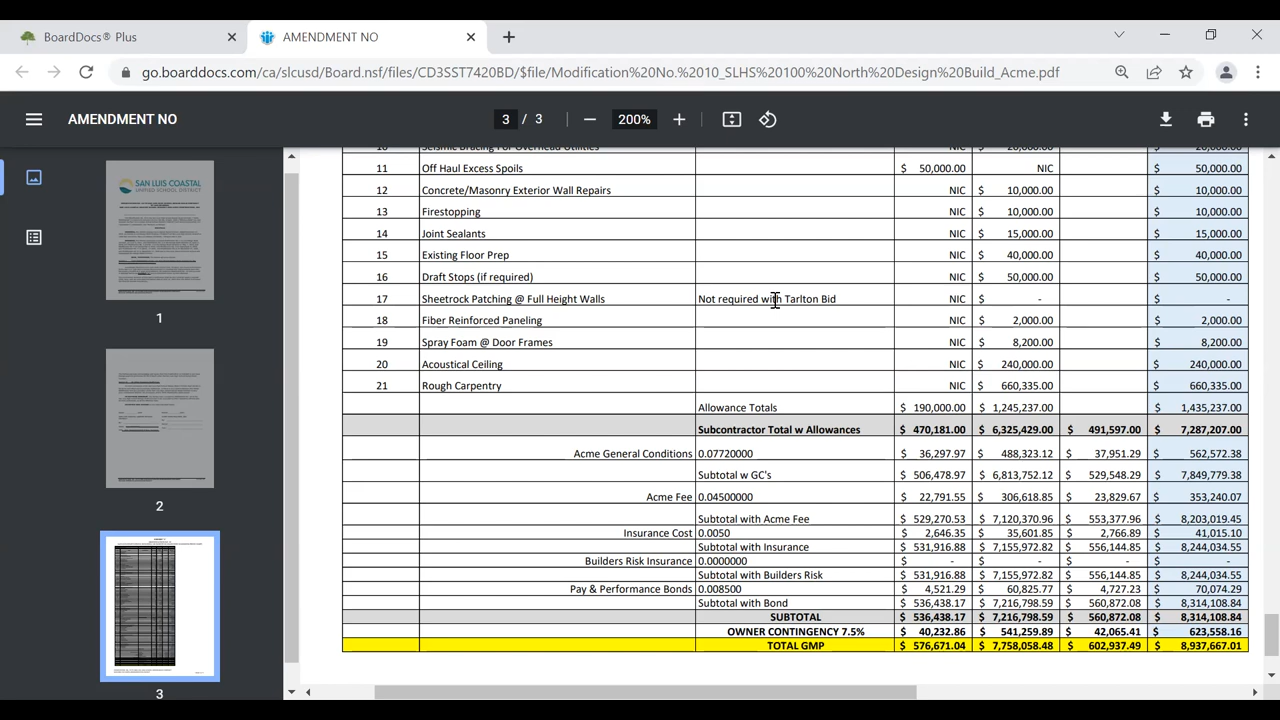 BoardDocs® Plus
AMENDMENT NO
go.boarddocs.com/ca/slcusd/Board.nsf/files/CD3SST7420BD/$file/Modification%20No.%2010_SLHS%20100%20North%20Design%20Build_Acme.pdf
AMENDMENT NO
3 / 3
200%
SAN LUIS COASTAL
UNIFIED SCHOOL DISTRICT
1
2
3
10 Seismic Bracing For Overhead Utilities NIC $ 20,000.00 $ 20,000.00
11 Off Haul Excess Spoils $ 50,000.00 NIC $ 50,000.00
12 Concrete/Masonry Exterior Wall Repairs NIC $ 10,000.00 $ 10,000.00
13 Firestopping NIC $ 10,000.00 $ 10,000.00
14 Joint Sealants NIC $ 15,000.00 $ 15,000.00
15 Existing Floor Prep NIC $ 40,000.00 $ 40,000.00
16 Draft Stops (if required) NIC $ 50,000.00 $ 50,000.00
17 Sheetrock Patching @ Full Height Walls Not required with Tarlton Bid NIC $ - $ -
18 Fiber Reinforced Paneling NIC $ 2,000.00 $ 2,000.00
19 Spray Foam @ Door Frames NIC $ 8,200.00 $ 8,200.00
20 Acoustical Ceiling NIC $ 240,000.00 $ 240,000.00
21 Rough Carpentry NIC $ 660,335.00 $ 660,335.00
Allowance Totals $ 190,000.00 $ 1,245,237.00 $ 1,435,237.00
Subcontractor Total w Allowances $ 470,181.00 $ 6,325,429.00 $ 491,597.00 $ 7,287,207.00
Acme General Conditions 0.07720000 $ 36,297.97 $ 488,323.12 $ 37,951.29 $ 562,572.38
Subtotal w GC's $ 506,478.97 $ 6,813,752.12 $ 529,548.29 $ 7,849,779.38
Acme Fee 0.04500000 $ 22,791.55 $ 306,618.85 $ 23,829.67 $ 353,240.07
Subtotal with Acme Fee $ 529,270.53 $ 7,120,370.96 $ 553,377.96 $ 8,203,019.45
Insurance Cost 0.0050 $ 2,646.35 $ 35,601.85 $ 2,766.89 $ 41,015.10
Subtotal with Insurance $ 531,916.88 $ 7,155,972.82 $ 556,144.85 $ 8,244,034.55
Builders Risk Insurance 0.0000000 $ - $ - $ - $ -
Subtotal with Builders Risk $ 531,916.88 $ 7,155,972.82 $ 556,144.85 $ 8,244,034.55
Pay & Performance Bonds 0.008500 $ 4,521.29 $ 60,825.77 $ 4,727.23 $ 70,074.29
Subtotal with Bond $ 536,438.17 $ 7,216,798.59 $ 560,872.08 $ 8,314,108.84
SUBTOTAL $ 536,438.17 $ 7,216,798.59 $ 560,872.08 $ 8,314,108.84
OWNER CONTINGENCY 7.5% $ 40,232.86 $ 541,259.89 $ 42,065.41 $ 623,558.16
TOTAL GMP $ 576,671.04 $ 7,758,058.48 $ 602,937.49 $ 8,937,667.01